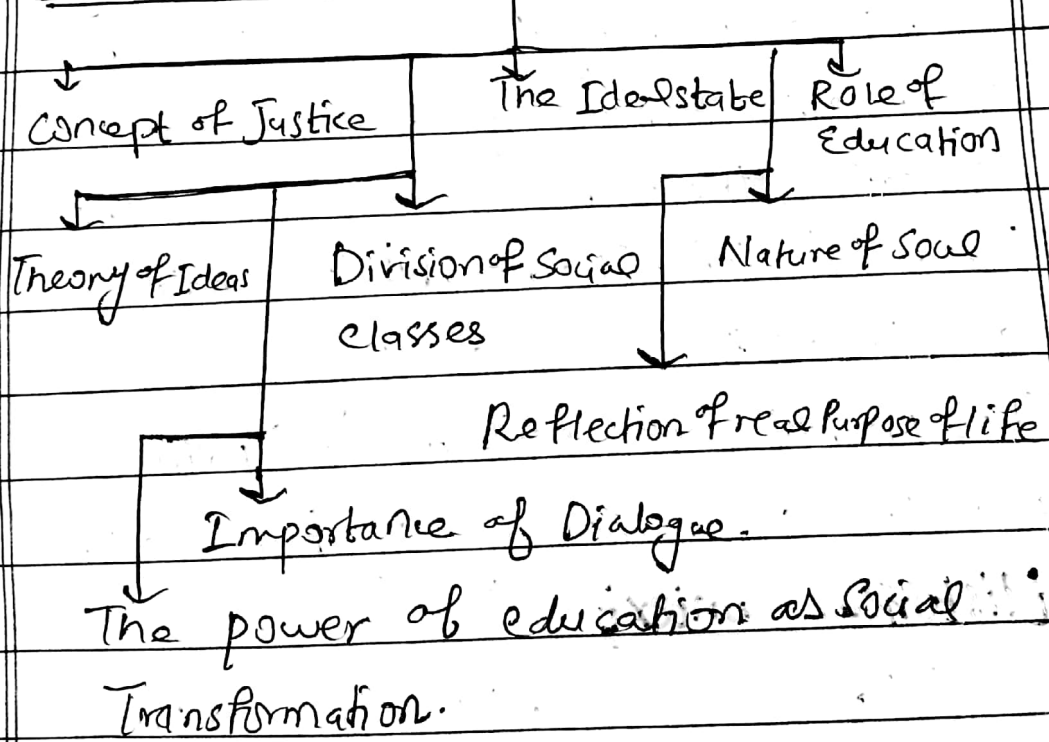 The Idealstate
Role of
Concept of Justice
Education
Theory of Ideas
Division of Social
Nature of Soul
Classes
Reflection of real Purpose of life
Importance of Dialogue.
The power of education as Social
Transformation.